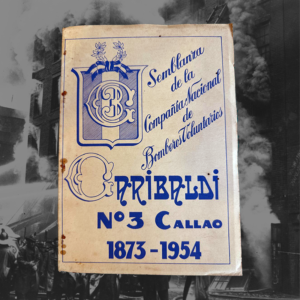 Semblanza
de la
Compañía Nacional
de
Bomberos Voluntarios
GARIBALDI
Nº3 CALLAO
1873-1954